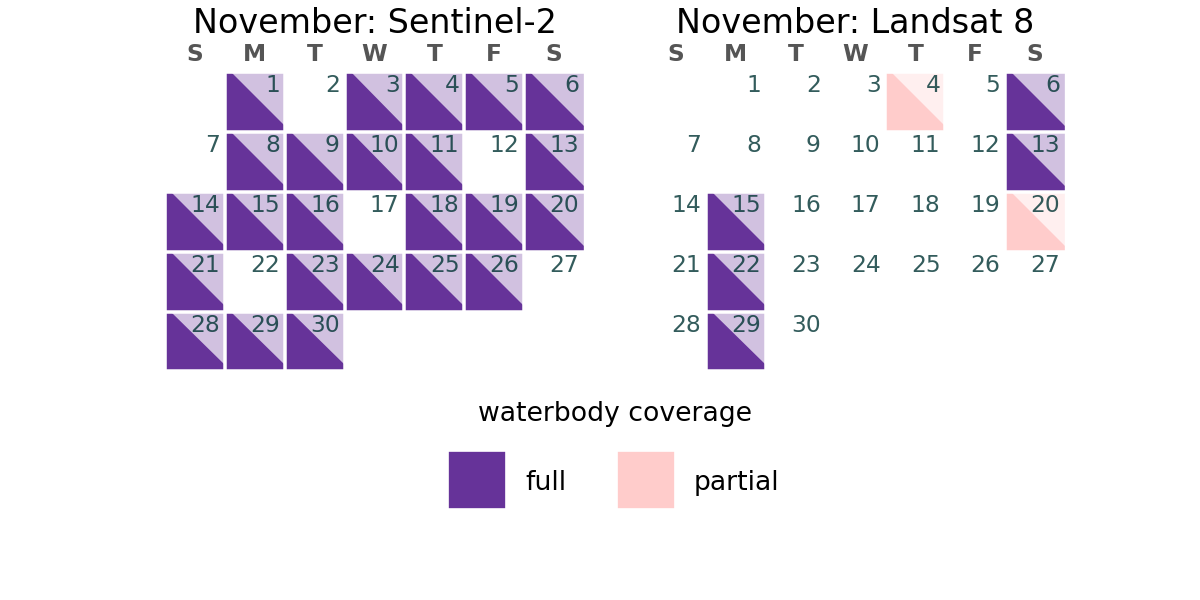 November: Sentinel-2
S M T W T F S
1 2 3 4 5 6
7 8 9 10 11 12 13
14 15 16 17 18 19 20
21 22 23 24 25 26 27
28 29 30
November: Landsat 8
S M T W T F S
1 2 3 4 5 6
7 8 9 10 11 12 13
14 15 16 17 18 19 20
21 22 23 24 25 26 27
28 29 30
waterbody coverage
full partial